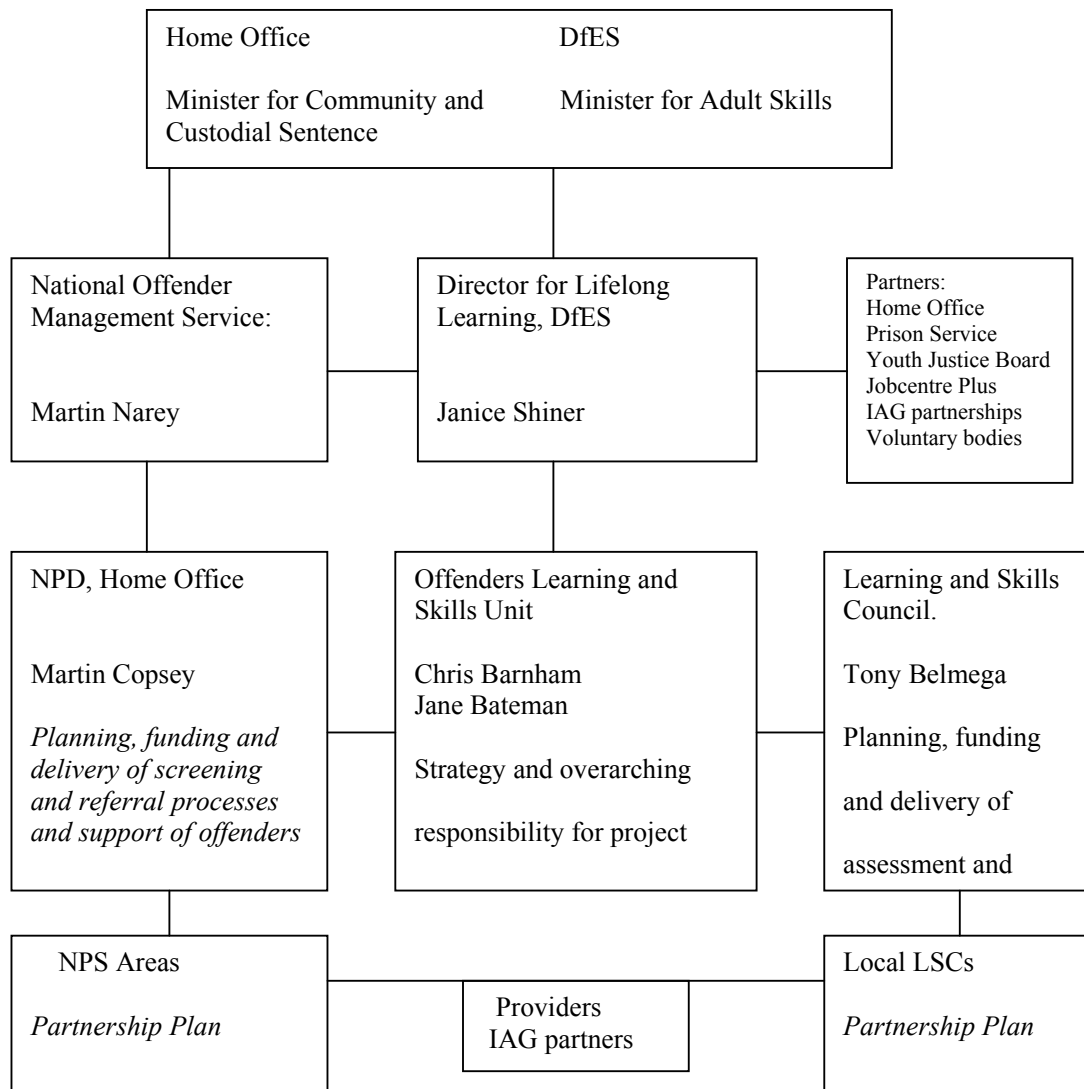 Home Office
Minister for Community and
Custodial Sentence
DfES
Minister for Adult Skills
National Offender
Management Service:
Martin Narey
Director for Lifelong
Learning, DfES
Janice Shiner
Partners:
Home Office
Prison Service
Youth Justice Board
Jobcentre Plus
IAG partnerships
Voluntary bodies
NPD, Home Office
Martin Copsey
Planning, funding and
delivery of screening
and referral processes
and support of offenders
Offenders Learning and
Skills Unit
Chris Barnham
Jane Bateman
Strategy and overarching
responsibility for project
Learning and Skills
Council.
Tony Belmega
Planning, funding
and delivery of
assessment and
NPS Areas
Partnership Plan
Providers
IAG partners
Local LSCs
Partnership Plan